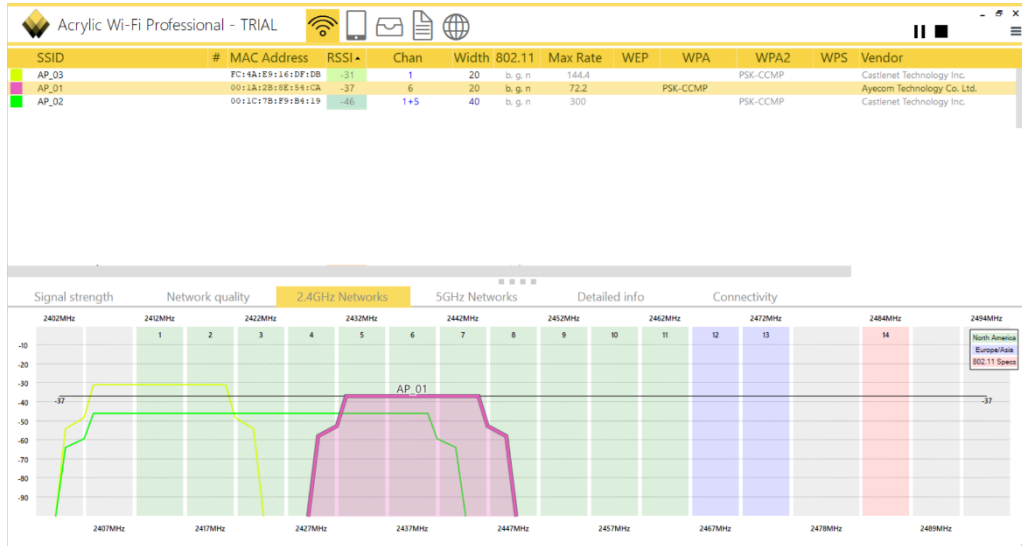 Acrylic Wi-Fi Professional - TRIAL
SSID # MAC Address RSSI Chan Width 802.11 Max Rate WEP WPA WPA2 WPS Vendor
AP_03 FC:4A:E9:16:DF:DB -31 1 20 b, g, n 144.4 PSK-CCMP Castlenet Technology Inc.
AP_01 00:1A:2B:8E:54:CA -37 6 20 b, g, n 72.2 PSK-CCMP Ayecom Technology Co. Ltd.
AP_02 00:1C:7B:F9:B4:19 -46 1+5 40 b, g, n 300 PSK-CCMP Castlenet Technology Inc.
Signal strength Network quality 2.4GHz Networks 5GHz Networks Detailed info Connectivity
2402MHz 2412MHz 2422MHz 2432MHz 2442MHz 2452MHz 2462MHz 2472MHz 2484MHz 2494MHz
1 2 3 4 5 6 7 8 9 10 11 12 13 14
North America
Europe/Asia
802.11 Specs
-10
-20
-30
AP_01
-37 -37
-40
-50
-60
-70
-80
-90
2407MHz 2417MHz 2427MHz 2437MHz 2447MHz 2457MHz 2467MHz 2478MHz 2489MHz